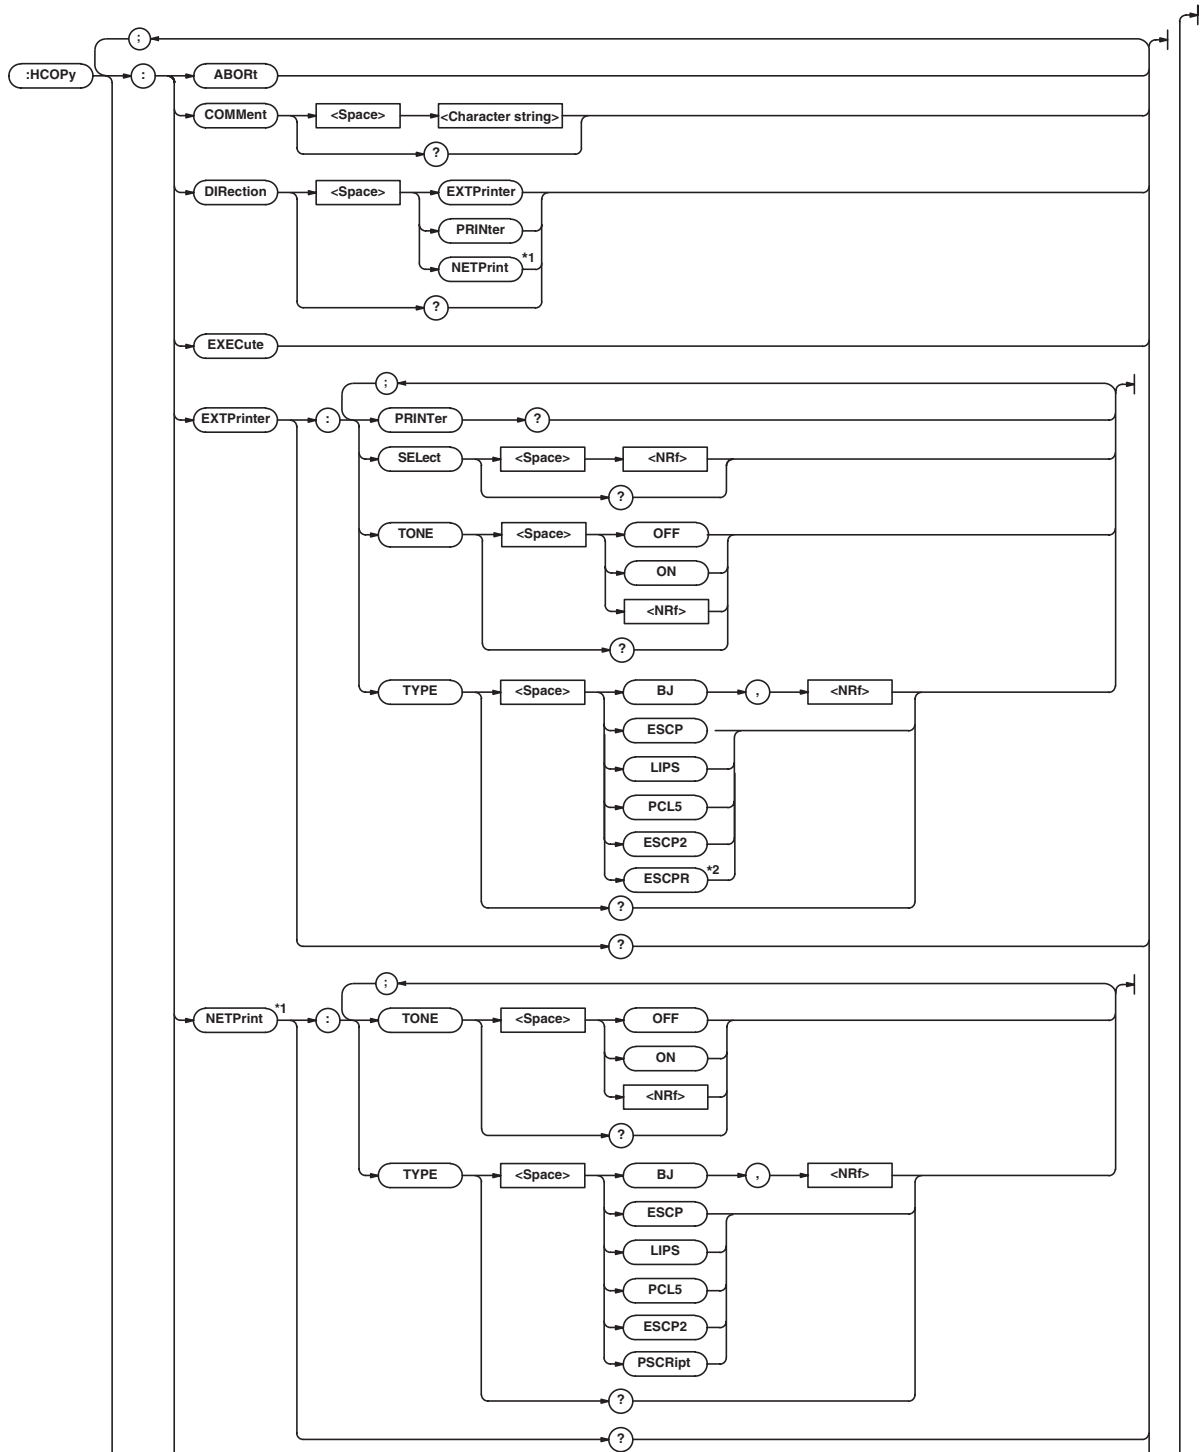 ;
:HCOPy : ABORt
COMMent <Space> <Character string>
?
DIRection <Space> EXTPrinter
PRINter
NETPrint *1
?
EXECute
;
EXTPrinter : PRINTer ?
SELect <Space> <NRf>
?
TONE <Space> OFF
ON
<NRf>
?
TYPE <Space> BJ , <NRf>
ESCP
LIPS
PCL5
ESCP2
ESCPR *2
?
?
;
NETPrint *1 : TONE <Space> OFF
ON
<NRf>
?
TYPE <Space> BJ , <NRf>
ESCP
LIPS
PCL5
ESCP2
PSCRipt
?
?